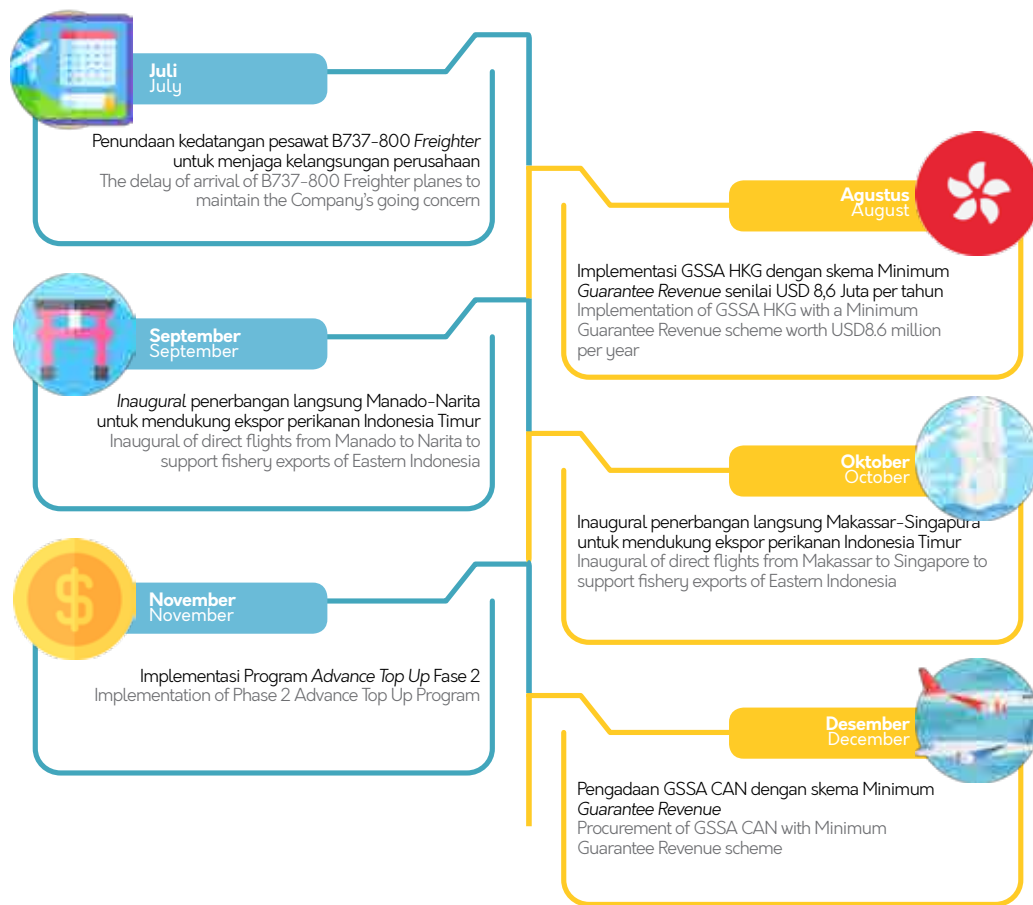 Juli
July
Penundaan kedatangan pesawat B737-800 Freighter
untuk menjaga kelangsungan perusahaan
The delay of arrival of B737-800 Freighter planes to
maintain the Company's going concern
Agustus
August
Implementasi GSSA HKG dengan skema Minimum
Guarantee Revenue senilai USD 8,6 Juta per tahun
Implementation of GSSA HKG with a Minimum
Guarantee Revenue scheme worth USD8.6 million
per year
September
September
Inaugural penerbangan langsung Manado-Narita
untuk mendukung ekspor perikanan Indonesia Timur
Inaugural of direct flights from Manado to Narita to
support fishery exports of Eastern Indonesia
Oktober
October
Inaugural penerbangan langsung Makassar-Singapura
untuk mendukung ekspor perikanan Indonesia Timur
Inaugural of direct flights from Makassar to Singapore to
support fishery exports of Eastern Indonesia
November
November
Implementasi Program Advance Top Up Fase 2
Implementation of Phase 2 Advance Top Up Program
Desember
December
Pengadaan GSSA CAN dengan skema Minimum
Guarantee Revenue
Procurement of GSSA CAN with Minimum
Guarantee Revenue scheme